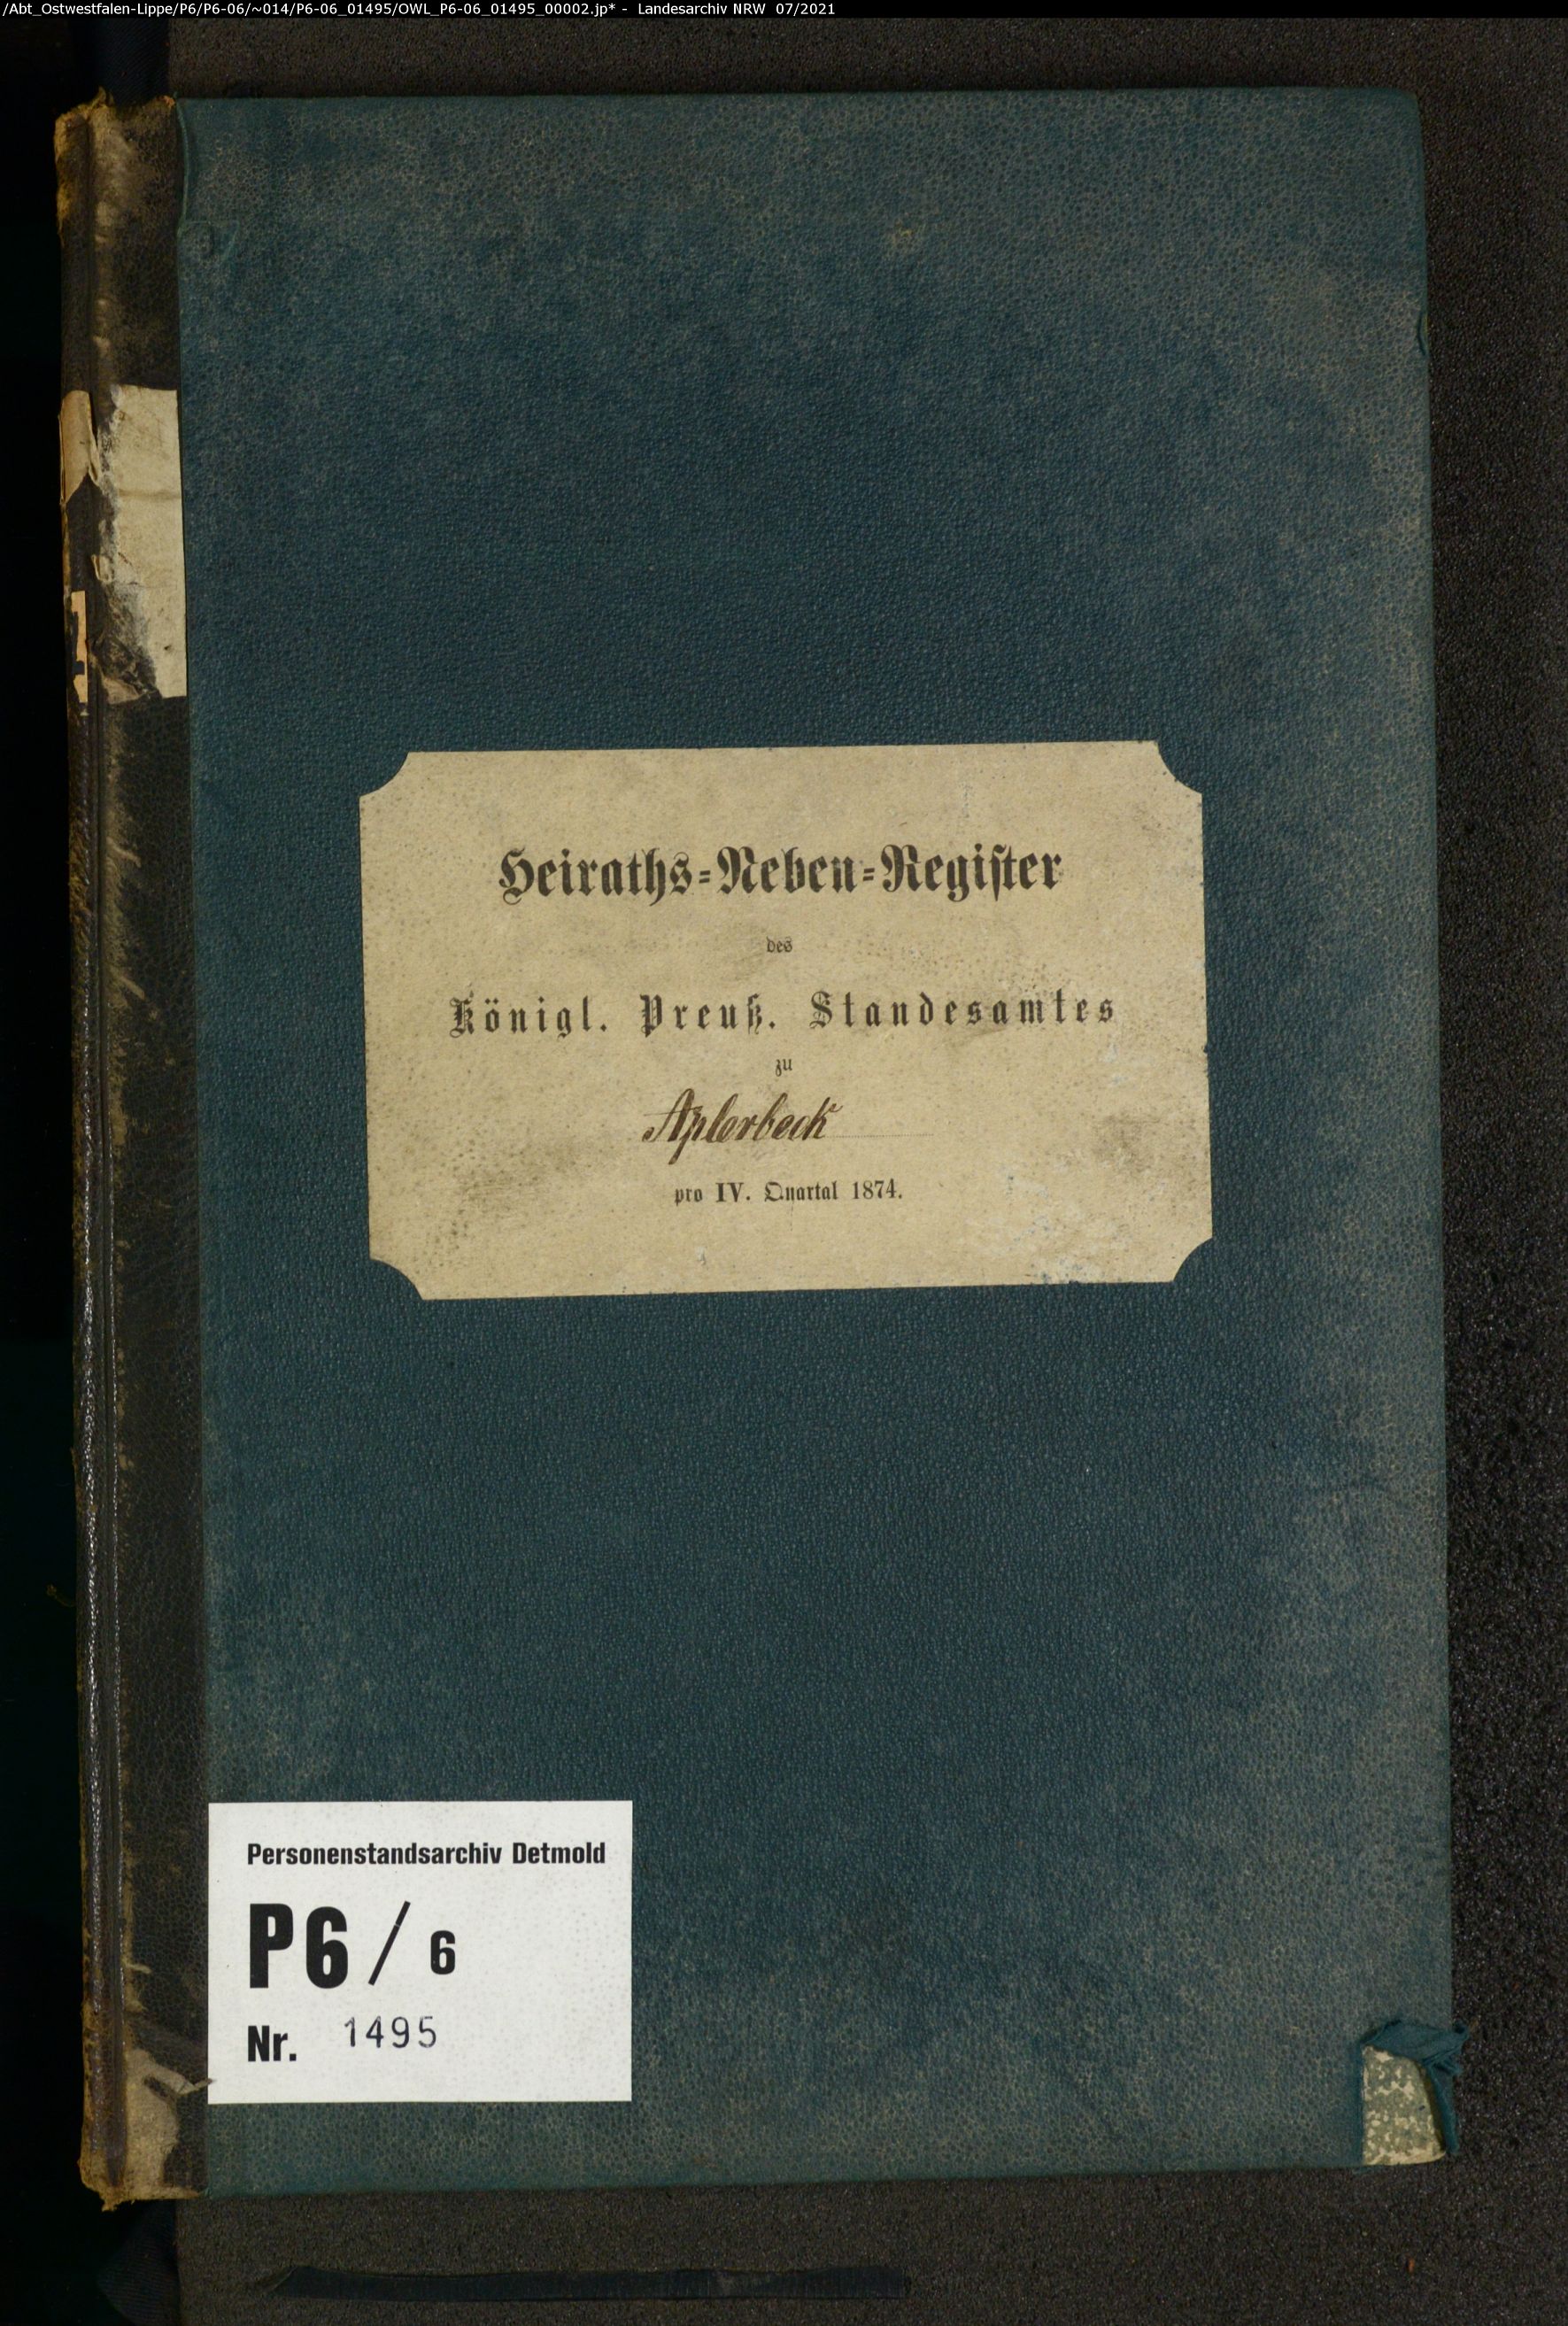 /Abt_Ostwestfalen-Lippe/P6/P6-06/~014/P6-06_01495/OWL_P6-06_01495_00002.jp* - Landesarchiv NRW 07/2021
Heiraths=Neben=Register
des
Königl. Preuß. Standesamtes
zu
Aplerbeck
pro IV. Quartal 1874.
Personenstandsarchiv Detmold
P6 / 6
Nr. 1495